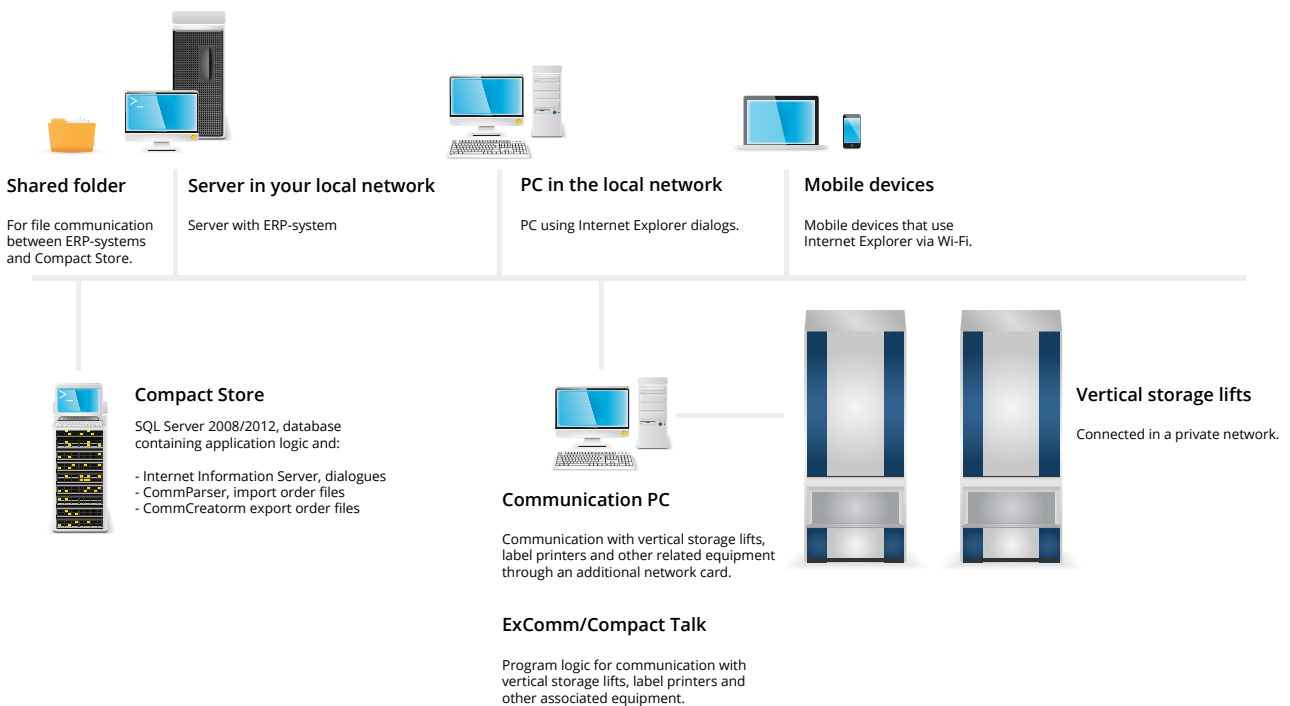 Shared folder
For file communication
between ERP-systems
and Compact Store.
Server in your local network
Server with ERP-system
PC in the local network
PC using Internet Explorer dialogs.
Mobile devices
Mobile devices that use
Internet Explorer via Wi-Fi.
Compact Store
SQL Server 2008/2012, database
containing application logic and:
- Internet Information Server, dialogues
- CommParser, import order files
- CommCreatorm export order files
Communication PC
Communication with vertical storage lifts,
label printers and other related equipment
through an additional network card.
ExComm/Compact Talk
Program logic for communication with
vertical storage lifts, label printers and
other associated equipment.
Vertical storage lifts
Connected in a private network.